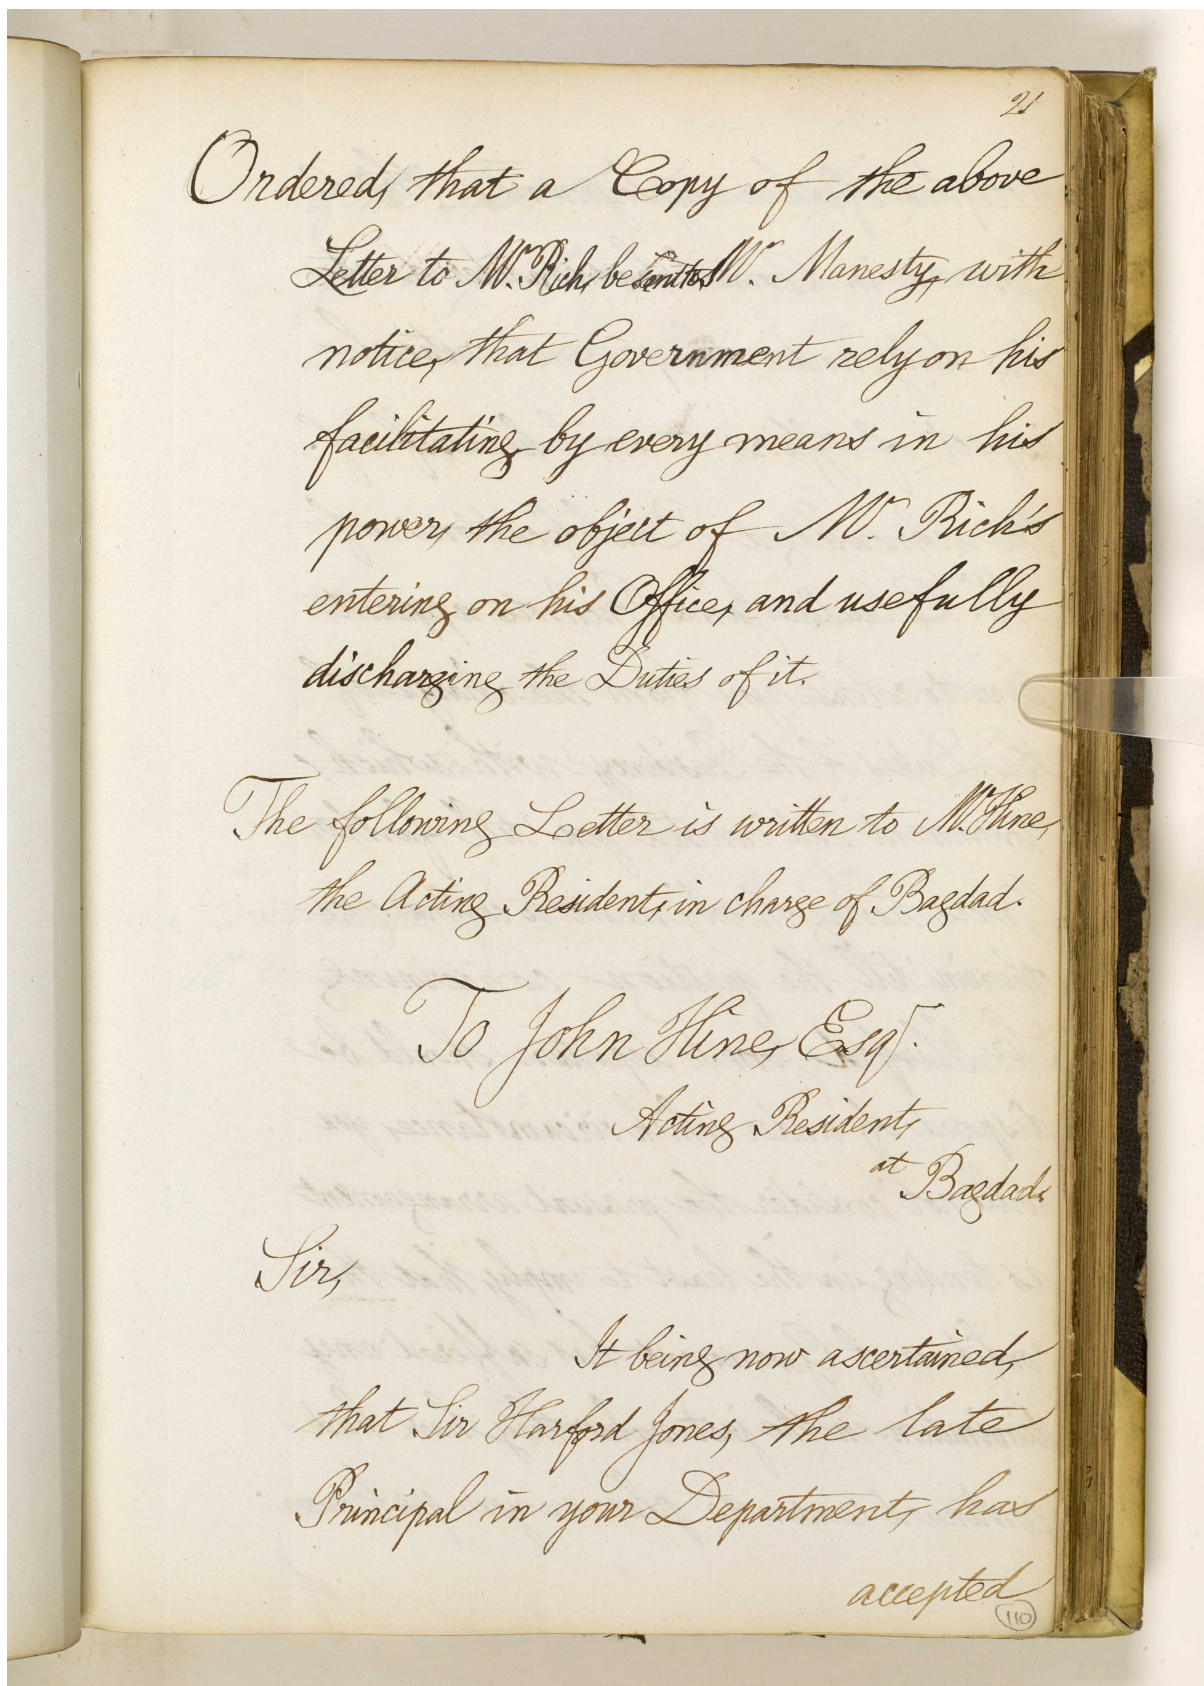 21
Ordered, that a Copy of the above
Letter to Mr. Rich, be sent to Mr. Manesty, with
notice, that Government rely on his
facilitating by every means in his
power, the object of Mr. Rich's
entering on his Office, and usefully
discharging the Duties of it.
The following Letter is written to Mr. Hine,
the Acting Resident, in charge of Bagdad.
To John Hine, Esqr.
Acting Resident,
at Bagdad.
Sir,
It being now ascertained,
that Sir Harford Jones, the late
Principal in your Department, has
accepted
110